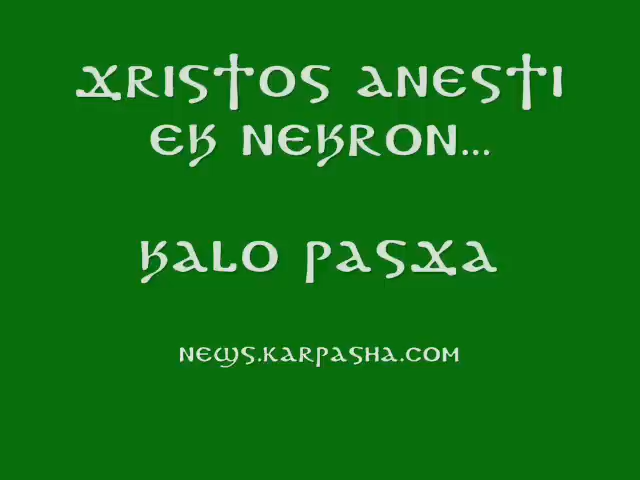 XRISTOS ANESTI
EK NEKRON...
KALO PASXA
NEWS.KARPASHA.COM